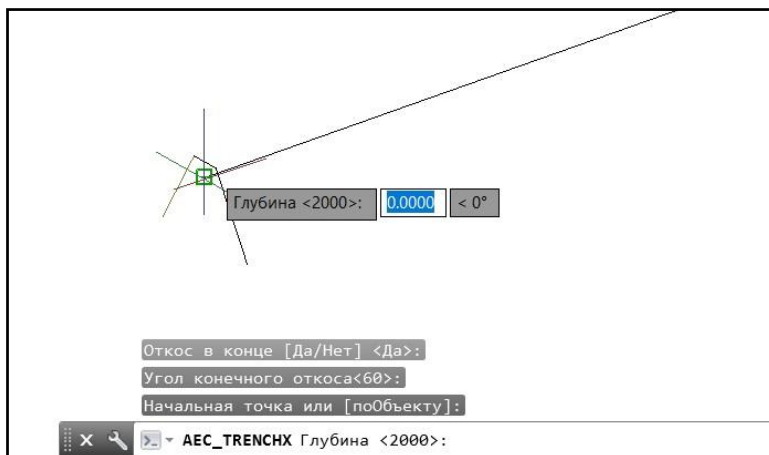 Глубина <2000>: 0.0000 < 0°
Откос в конце [Да/Нет] <Да>:
Угол конечного откоса<60>:
Начальная точка или [поОбъекту]:
AEC_TRENCHX Глубина <2000>: